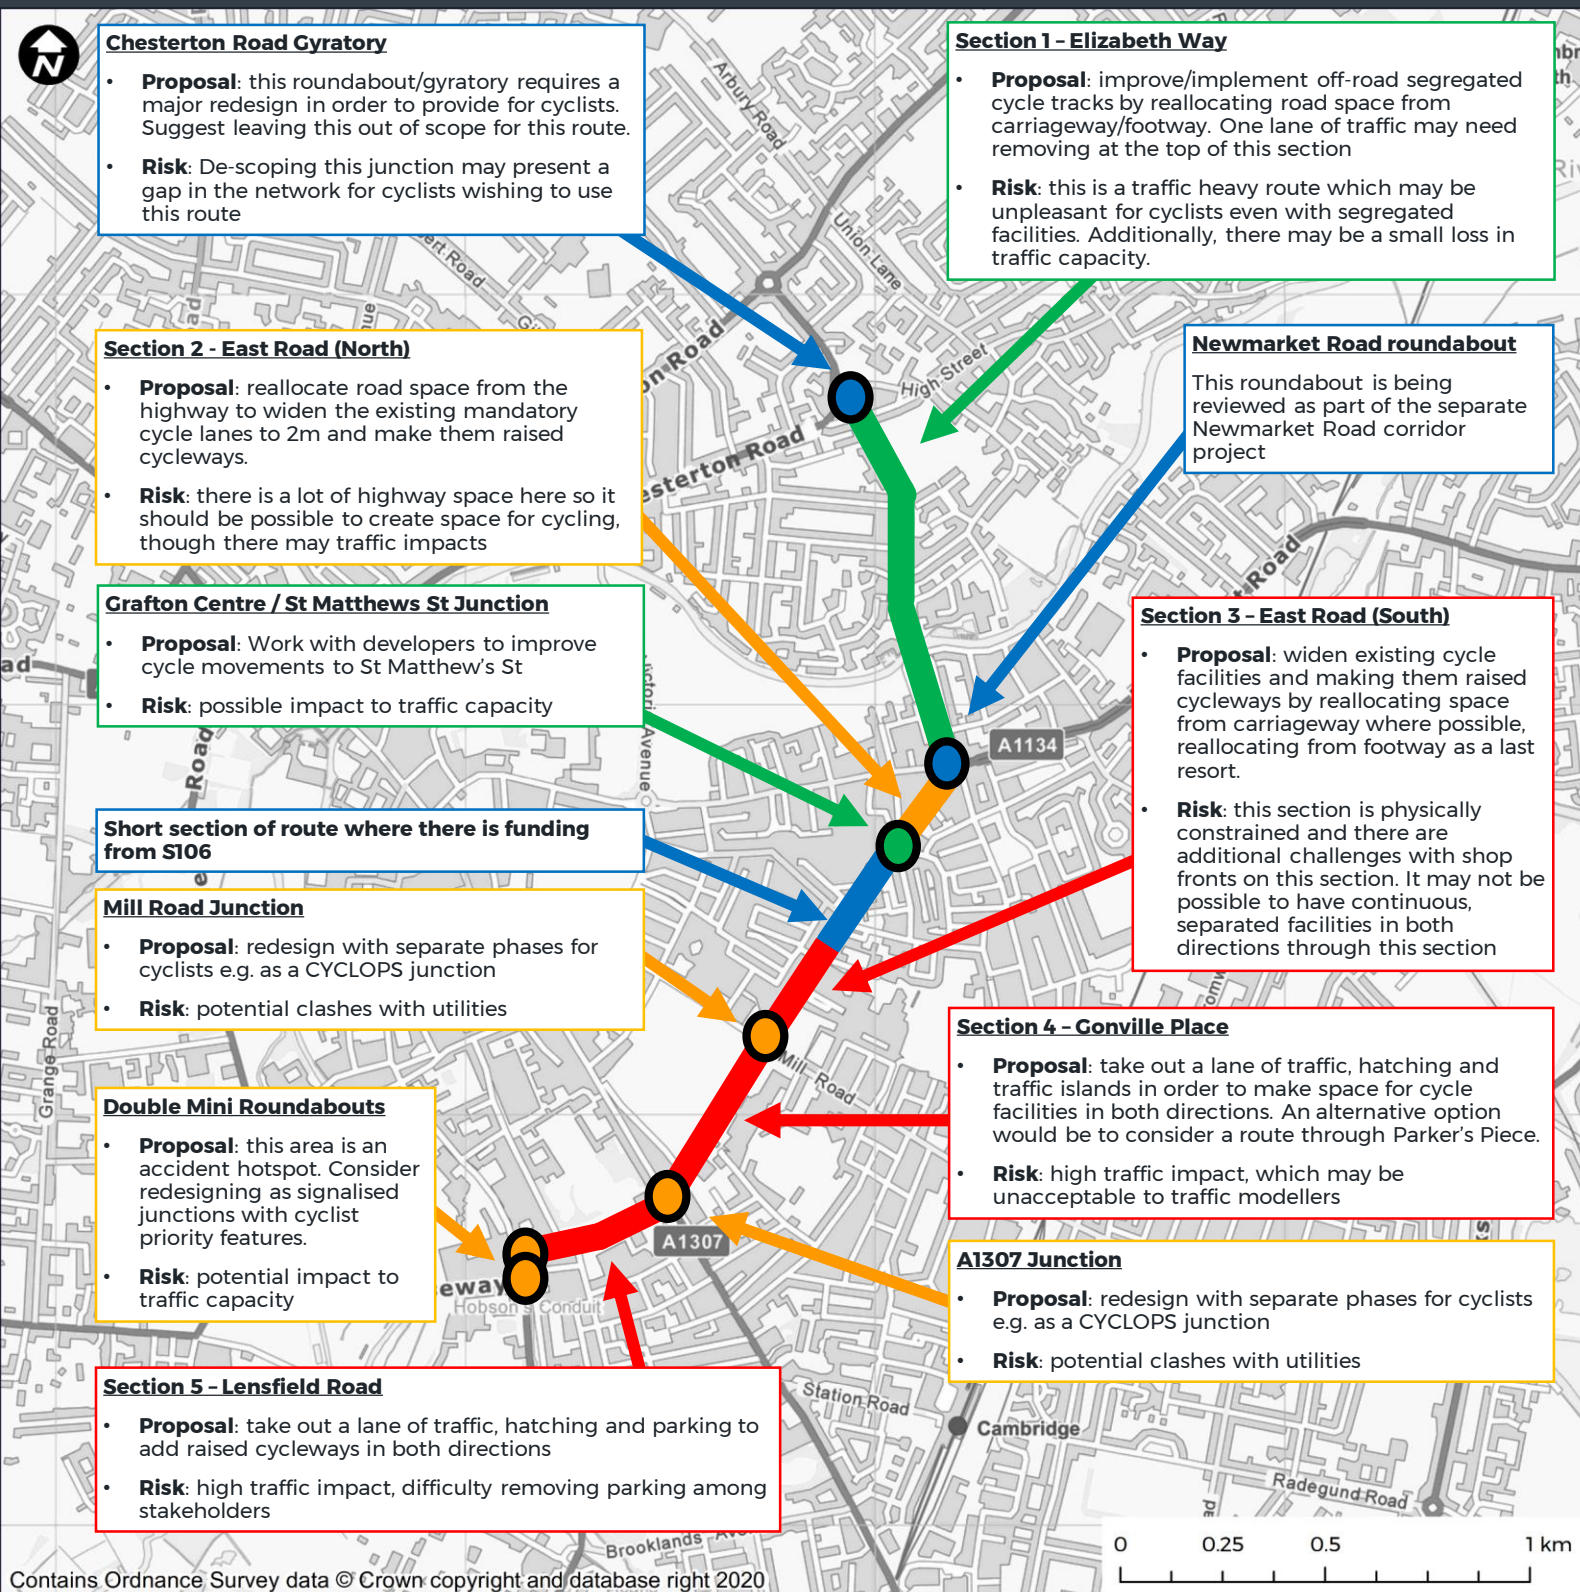 N
Chesterton Road Gyratory
• Proposal: this roundabout/gyratory requires a
major redesign in order to provide for cyclists.
Suggest leaving this out of scope for this route.
• Risk: De-scoping this junction may present a
gap in the network for cyclists wishing to use
this route
Section 1 – Elizabeth Way
• Proposal: improve/implement off-road segregated
cycle tracks by reallocating road space from
carriageway/footway. One lane of traffic may need
removing at the top of this section
• Risk: this is a traffic heavy route which may be
unpleasant for cyclists even with segregated
facilities. Additionally, there may be a small loss in
traffic capacity.
Arbury Road
Union Lane
High Street
Section 2 - East Road (North)
• Proposal: reallocate road space from the
highway to widen the existing mandatory
cycle lanes to 2m and make them raised
cycleways.
• Risk: there is a lot of highway space here so it
should be possible to create space for cycling,
though there may traffic impacts
Newmarket Road roundabout
This roundabout is being
reviewed as part of the separate
Newmarket Road corridor
project
on Road
esterton Road
Grafton Centre / St Matthews St Junction
• Proposal: Work with developers to improve
cycle movements to St Matthew's St
• Risk: possible impact to traffic capacity
Section 3 – East Road (South)
• Proposal: widen existing cycle
facilities and making them raised
cycleways by reallocating space
from carriageway where possible,
reallocating from footway as a last
resort.
• Risk: this section is physically
constrained and there are
additional challenges with shop
fronts on this section. It may not be
possible to have continuous,
separated facilities in both
directions through this section
Avenue
Road
A1134
Short section of route where there is funding
from S106
Mill Road Junction
• Proposal: redesign with separate phases for
cyclists e.g. as a CYCLOPS junction
• Risk: potential clashes with utilities
Mill Road
Grange Road
Section 4 – Gonville Place
• Proposal: take out a lane of traffic, hatching and
traffic islands in order to make space for cycle
facilities in both directions. An alternative option
would be to consider a route through Parker's Piece.
• Risk: high traffic impact, which may be
unacceptable to traffic modellers
Double Mini Roundabouts
• Proposal: this area is an
accident hotspot. Consider
redesigning as signalised
junctions with cyclist
priority features.
• Risk: potential impact to
traffic capacity
A1307
eway
Hobson's Conduit
A1307 Junction
• Proposal: redesign with separate phases for cyclists
e.g. as a CYCLOPS junction
• Risk: potential clashes with utilities
Section 5 – Lensfield Road
• Proposal: take out a lane of traffic, hatching and parking to
add raised cycleways in both directions
• Risk: high traffic impact, difficulty removing parking among
stakeholders
Station Road
Cambridge
Radegund Road
Brooklands
0 0.25 0.5 1 km
Contains Ordnance Survey data © Crown copyright and database right 2020